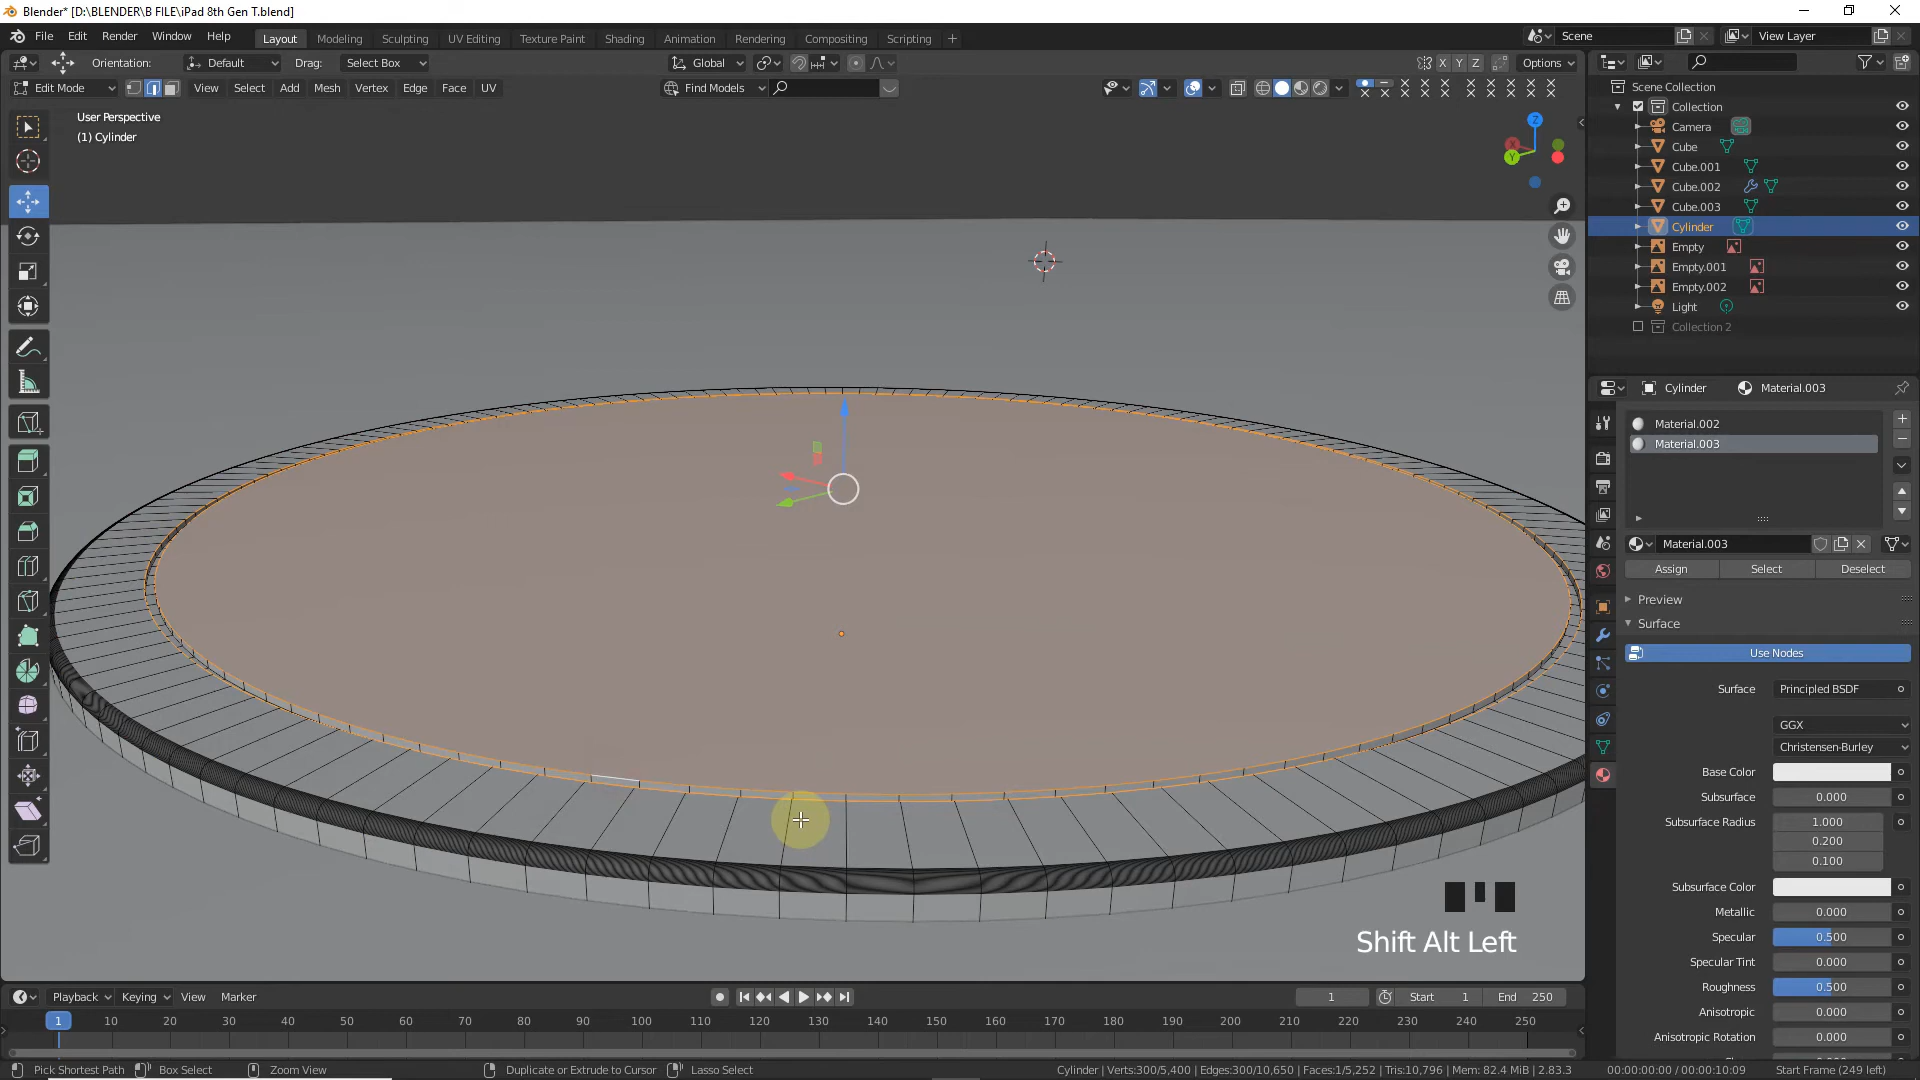 Blender* [D:\BLENDER\B FILE\iPad 8th Gen T.blend]
File Edit Render Window Help
Layout Modeling Sculpting UV Editing Texture Paint Shading Animation Rendering Compositing Scripting +
Scene
View Layer
Orientation: Default Drag: Select Box
Global
X Y Z
Options
Edit Mode
View Select Add Mesh Vertex Edge Face UV
Find Models
User Perspective
(1) Cylinder
Z
X
Y
Scene Collection
Collection
Camera
Cube
Cube.001
Cube.002
Cube.003
Cylinder
Empty
Empty.001
Empty.002
Light
Collection 2
Cylinder Material.003
Material.002
Material.003
Material.003
Assign Select Deselect
Preview
Surface
Use Nodes
Surface Principled BSDF
GGX
Christensen-Burley
Base Color
Subsurface 0.000
Subsurface Radius 1.000
0.200
0.100
Subsurface Color
Metallic 0.000
Specular 0.500
Specular Tint 0.000
Roughness 0.500
Anisotropic 0.000
Anisotropic Rotation 0.000
Shift Alt Left
Playback Keying View Marker
1
Start 1
End 250
1 10 20 30 40 50 60 70 80 90 100 110 120 130 140 150 160 170 180 190 200 210 220 230 240 250
Pick Shortest Path Box Select Zoom View Duplicate or Extrude to Cursor Lasso Select
Cylinder | Verts:300/5,400 | Edges:300/10,650 | Faces:1/5,252 | Tris:10,796 | Mem: 82.4 MiB | 2.83.3
00:00:00:00 / 00:00:10:09
Start Frame (249 left)